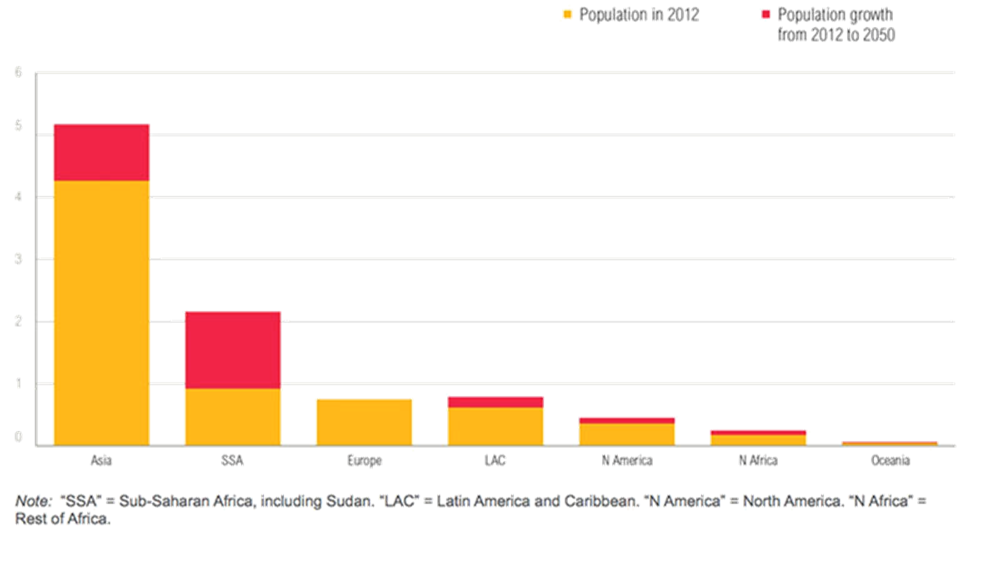 Population in 2012
Population growth
from 2012 to 2050
6
5
4
3
2
1
0
Asia
SSA
Europe
LAC
N America
N Africa
Oceania
Note: “SSA” = Sub-Saharan Africa, including Sudan. “LAC” = Latin America and Caribbean. “N America” = North America. “N Africa” =
Rest of Africa.